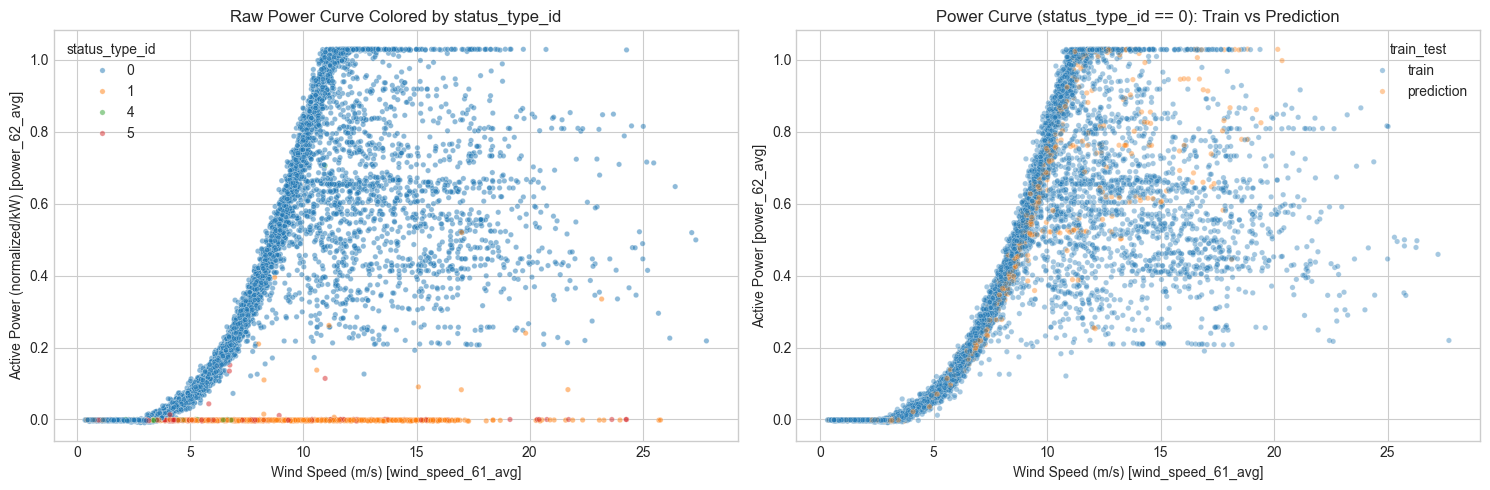 Raw Power Curve Colored by status_type_id
Active Power (normalized/kW) [power_62_avg]
1.0
0.8
0.6
0.4
0.2
0.0
status_type_id
0
1
4
5
0 5 10 15 20 25
Wind Speed (m/s) [wind_speed_61_avg]
Power Curve (status_type_id == 0): Train vs Prediction
Active Power [power_62_avg]
1.0
0.8
0.6
0.4
0.2
0.0
train_test
train
prediction
0 5 10 15 20 25
Wind Speed (m/s) [wind_speed_61_avg]